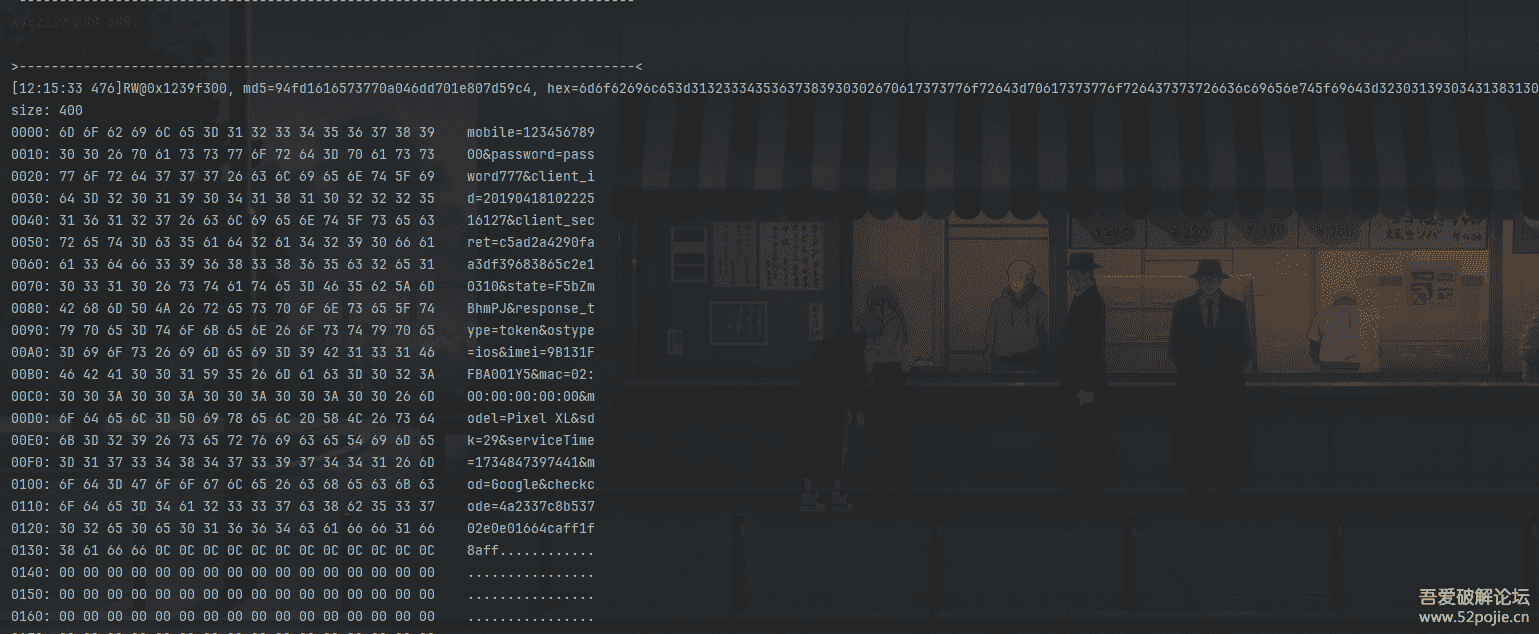 >-----------------------------------------------------------------------------<
[12:15:33 476]RW@0x1239f300, md5=94fd1616573770a046dd701e807d59c4, hex=6d6f62696c653d31323334353637383930302670617373776f72643d70617373776f726437373726636c69656e745f69643d3230313930343138313​0
size: 400
0000: 6D 6F 62 69 6C 65 3D 31 32 33 34 35 36 37 38 39    mobile=123456789
0010: 30 30 26 70 61 73 73 77 6F 72 64 3D 70 61 73 73    00&password=pass
0020: 77 6F 72 64 37 37 37 26 63 6C 69 65 6E 74 5F 69    word777&client_i
0030: 64 3D 32 30 31 39 30 34 31 38 31 30 32 32 32 35    d=20190418102225
0040: 31 36 31 32 37 26 63 6C 69 65 6E 74 5F 73 65 63    16127&client_sec
0050: 72 65 74 3D 63 35 61 64 32 61 34 32 39 30 66 61    ret=c5ad2a4290fa
0060: 61 33 64 66 33 39 36 38 33 38 36 35 63 32 65 31    a3df39683865c2e1
0070: 30 33 31 30 26 73 74 61 74 65 3D 46 35 62 5A 6D    0310&state=F5bZm
0080: 42 68 6D 50 4A 26 72 65 73 70 6F 6E 73 65 5F 74    BhmPJ&response_t
0090: 79 70 65 3D 74 6F 6B 65 6E 26 6F 73 74 79 70 65    ype=token&ostype
00A0: 3D 69 6F 73 26 69 6D 65 69 3D 39 42 31 33 31 46    =ios&imei=9B131F
00B0: 46 42 41 30 30 31 59 35 26 6D 61 63 3D 30 32 3A    FBA001Y5&mac=02:
00C0: 30 30 3A 30 30 3A 30 30 3A 30 30 3A 30 30 26 6D    00:00:00:00:00&m
00D0: 6F 64 65 6C 3D 50 69 78 65 6C 20 58 4C 26 73 64    odel=Pixel XL&sd
00E0: 6B 3D 32 39 26 73 65 72 76 69 63 65 54 69 6D 65    k=29&serviceTime
00F0: 3D 31 37 33 34 38 34 37 33 39 37 34 34 31 26 6D    =1734847397441&m
0100: 6F 64 3D 47 6F 6F 67 6C 65 26 63 68 65 63 6B 63    od=Google&checkc
0110: 6F 64 65 3D 34 61 32 33 33 37 63 38 62 35 33 37    ode=4a2337c8b537
0120: 30 32 65 30 65 30 31 36 36 34 63 61 66 66 31 66    02e0e01664caff1f
0130: 38 61 66 66 0C 0C 0C 0C 0C 0C 0C 0C 0C 0C 0C 0C    8aff............
0140: 00 00 00 00 00 00 00 00 00 00 00 00 00 00 00 00    ................
0150: 00 00 00 00 00 00 00 00 00 00 00 00 00 00 00 00    ................
0160: 00 00 00 00 00 00 00 00 00 00 00 00 00 00 00 00    ................
吾爱破解论坛
www.52pojie.cn